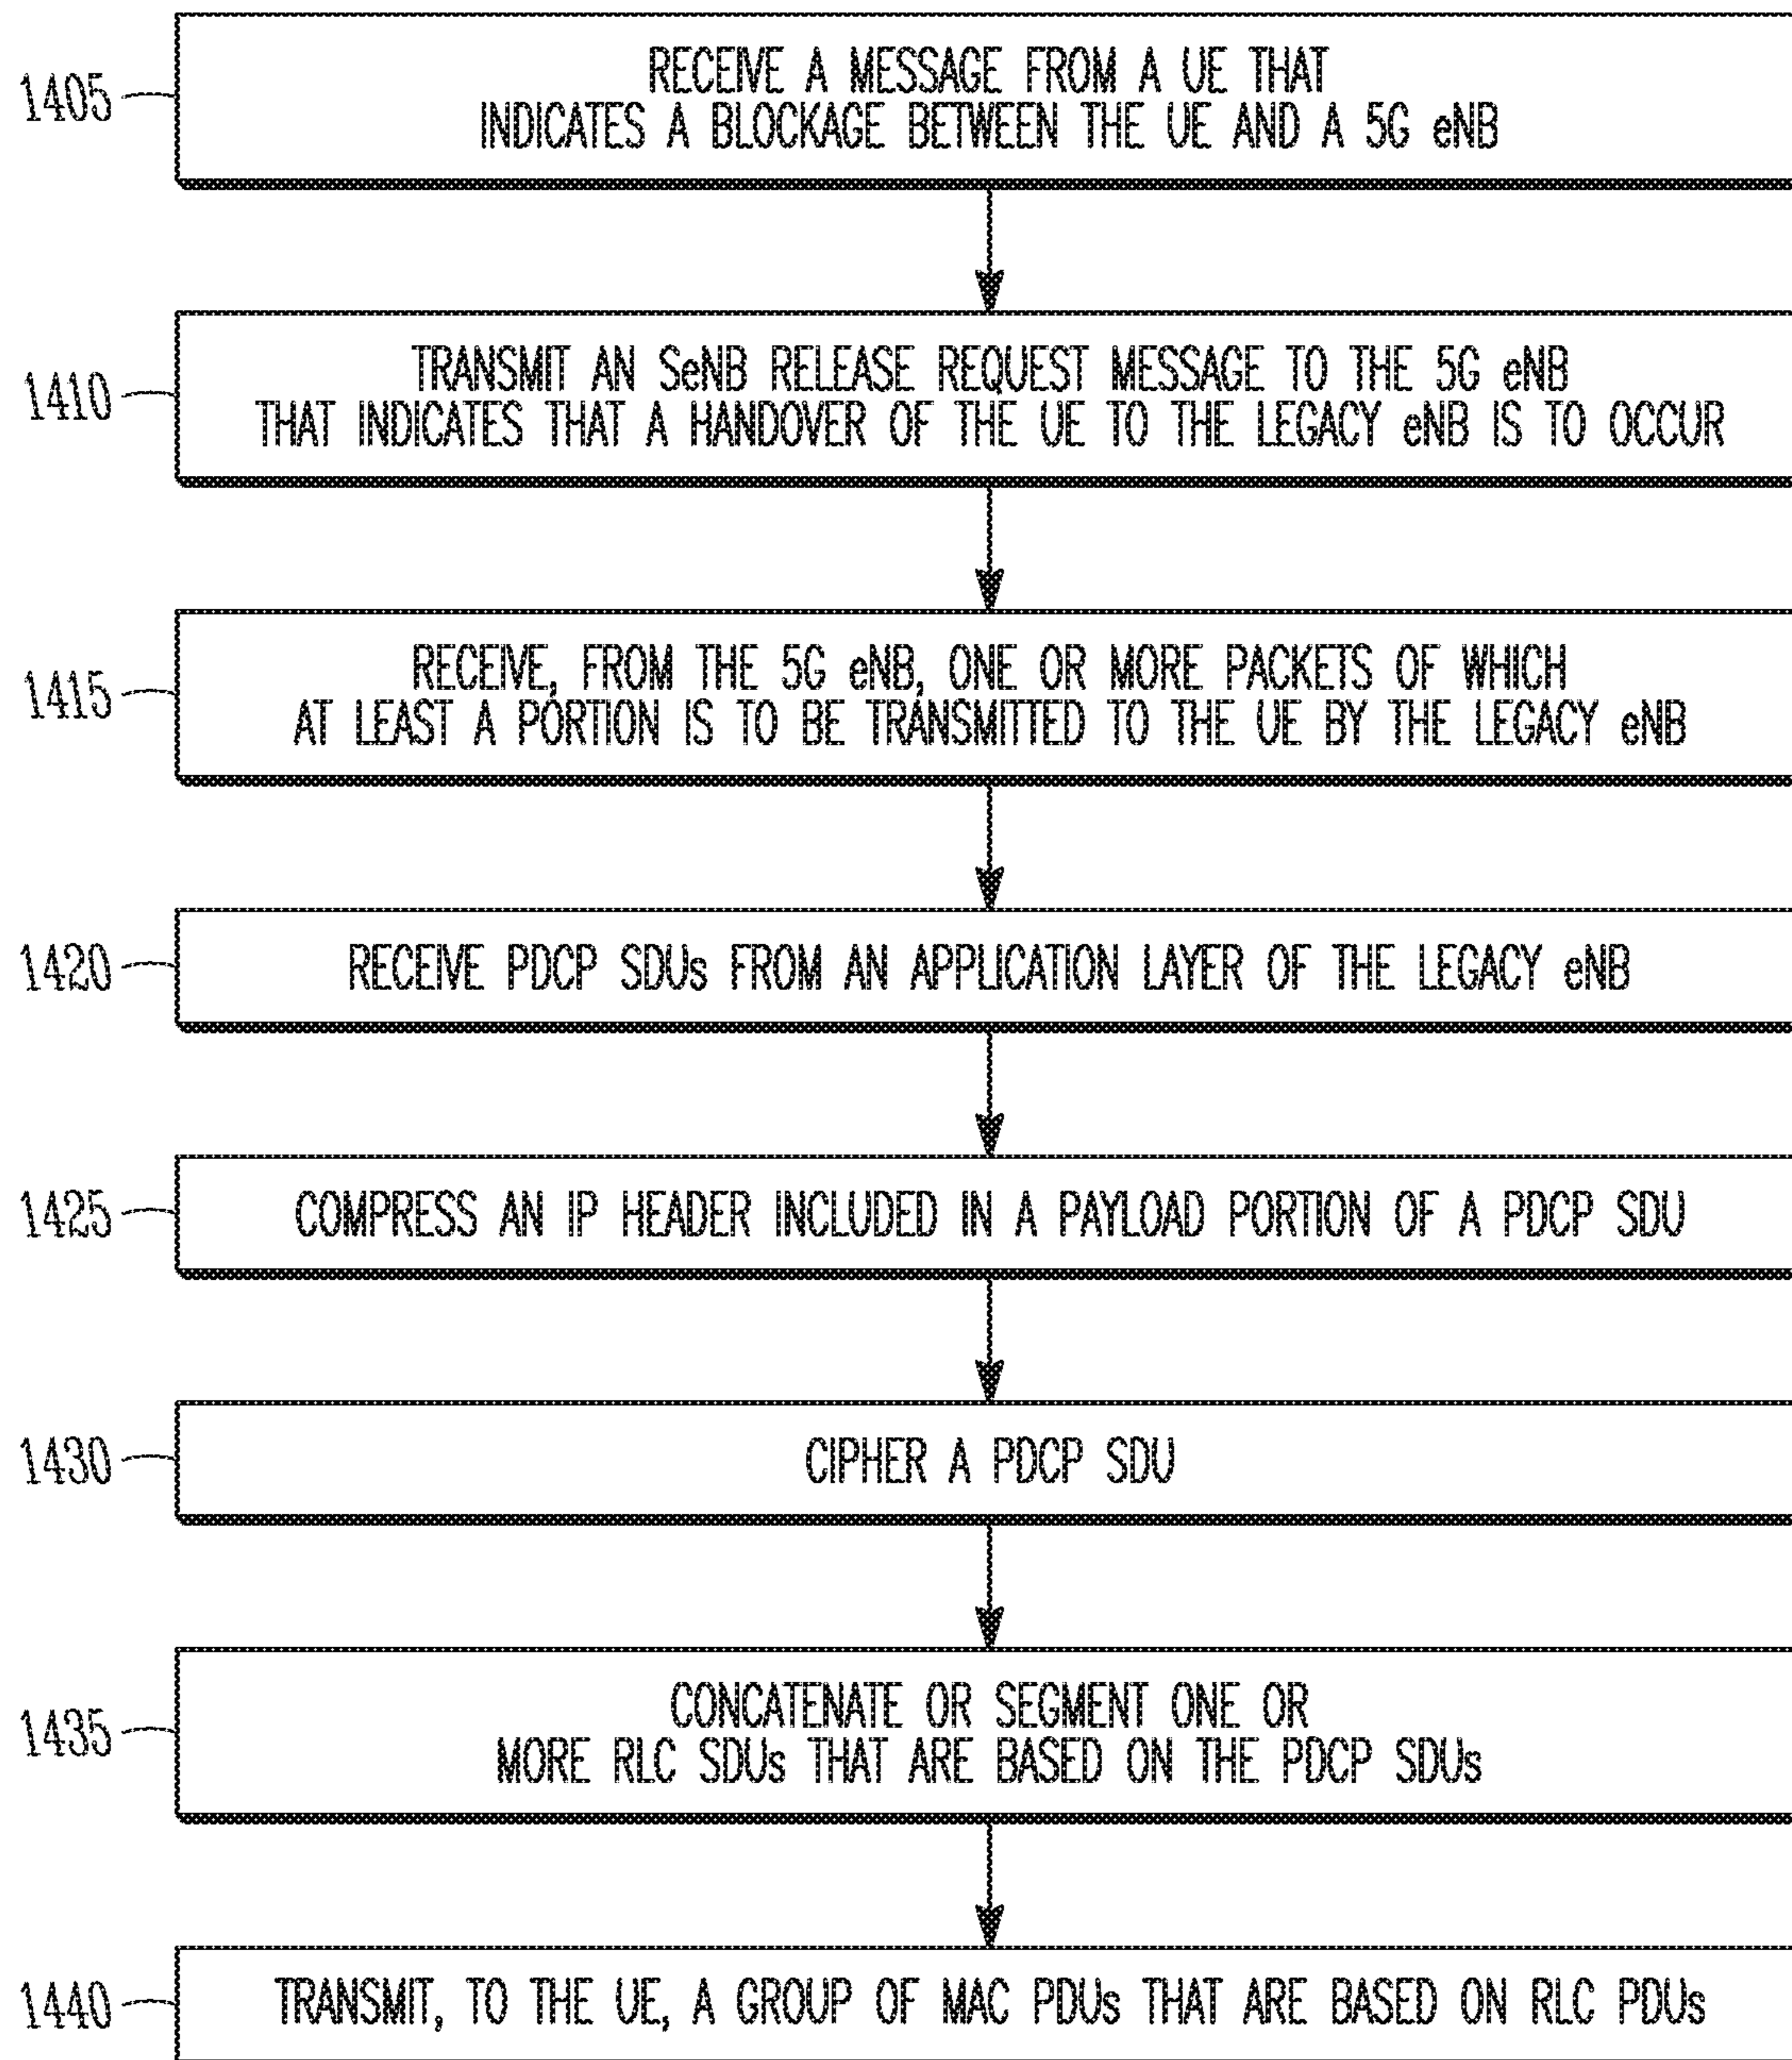 1405
RECEIVE A MESSAGE FROM A UE THAT
INDICATES A BLOCKAGE BETWEEN THE UE AND A 5G eNB
1410
TRANSMIT AN SeNB RELEASE REQUEST MESSAGE TO THE 5G eNB
THAT INDICATES THAT A HANDOVER OF THE UE TO THE LEGACY eNB IS TO OCCUR
1415
RECEIVE, FROM THE 5G eNB, ONE OR MORE PACKETS OF WHICH
AT LEAST A PORTION IS TO BE TRANSMITTED TO THE UE BY THE LEGACY eNB
1420
RECEIVE PDCP SDUs FROM AN APPLICATION LAYER OF THE LEGACY eNB
1425
COMPRESS AN IP HEADER INCLUDED IN A PAYLOAD PORTION OF A PDCP SDU
1430
CIPHER A PDCP SDU
1435
CONCATENATE OR SEGMENT ONE OR
MORE RLC SDUs THAT ARE BASED ON THE PDCP SDUs
1440
TRANSMIT, TO THE UE, A GROUP OF MAC PDUs THAT ARE BASED ON RLC PDUs